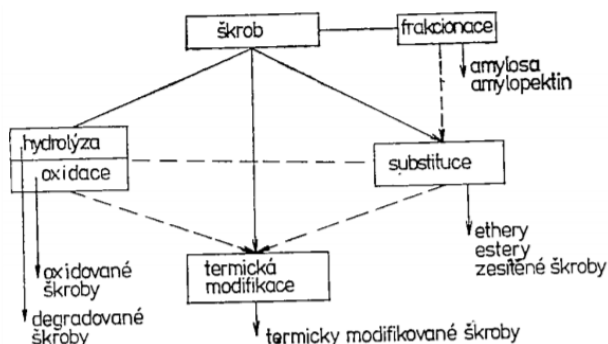 škrob
frakcionace
amylosa
amylopektin
hydrolýza
oxidace
substituce
ethery
estery
zesítěné škroby
termická
modifikace
oxidované
škroby
degradované
škroby
termicky modifikované škroby